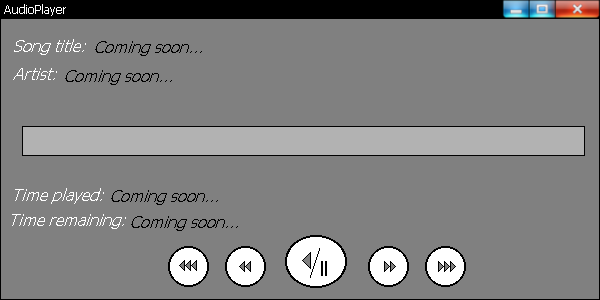 AudioPlayer
Song title: Coming soon...
Artist: Coming soon...
Time played: Coming soon...
Time remaining: Coming soon...